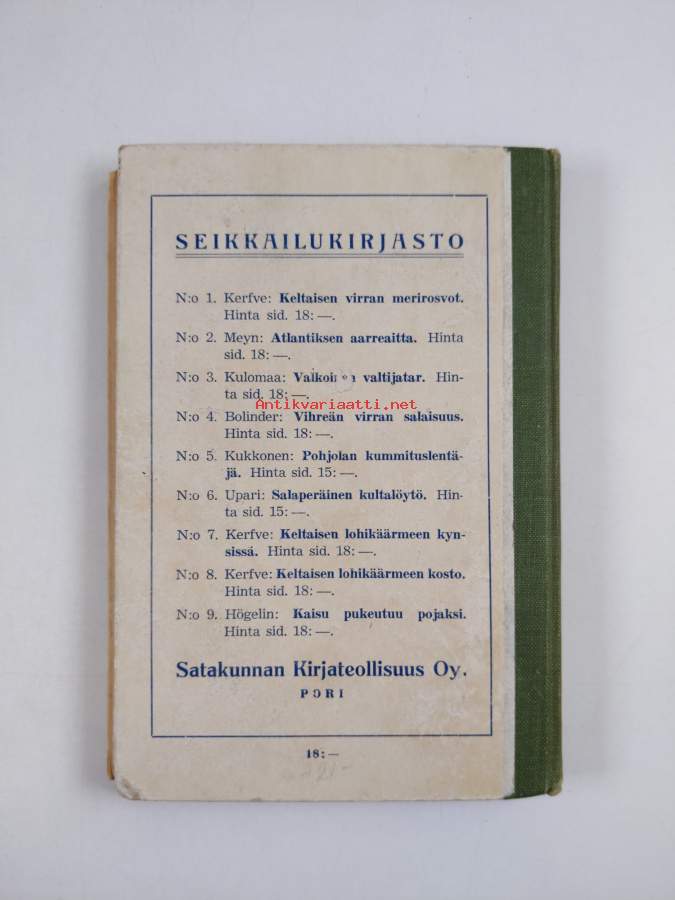 SEIKKAILUKIRJASTO
N:o 1. Kerfve: Keltaisen virran merirosvot.
Hinta sid. 18: —.
N:o 2. Meyn: Atlantiksen aarreaitta. Hinta
sid. 18: —.
N:o 3. Kulomaa: Valkoinen valtijatar. Hin-
ta sid. 18: —.
Antikvariaatti.net
N:o 4. Bolinder: Vihreän virran salaisuus.
Hinta sid. 18: —.
N:o 5. Kukkonen: Pohjolan kummituslentä-
jä. Hinta sid. 15: —.
N:o 6. Upari: Salaperäinen kultalöytö. Hin-
ta sid. 15: —.
N:o 7. Kerfve: Keltaisen lohikäärmeen kyn-
sissä. Hinta sid. 18: —.
N:o 8. Kerfve: Keltaisen lohikäärmeen kosto.
Hinta sid. 18: —.
N:o 9. Högelin: Kaisu pukeutuu pojaksi.
Hinta sid. 18: —.
Satakunnan Kirjateollisuus Oy.
PORI
18: —